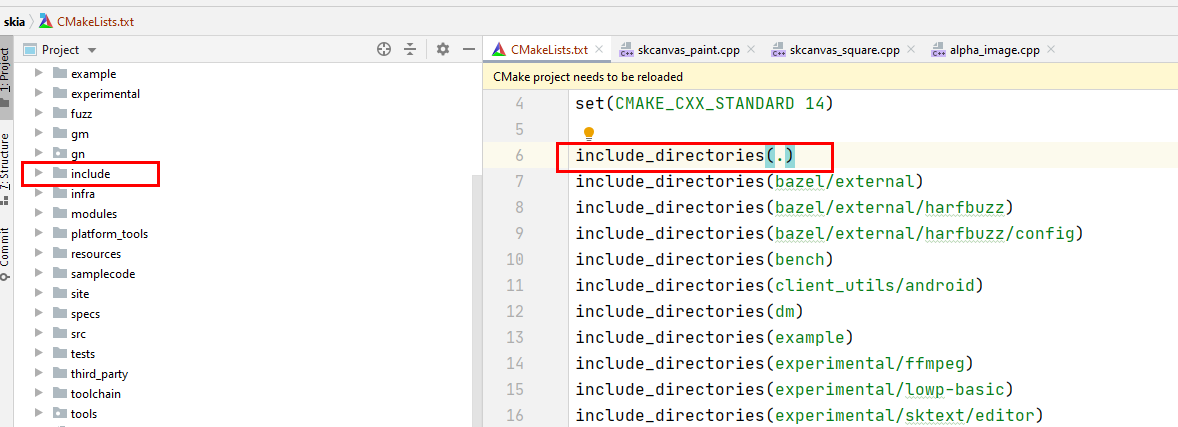 skia CMakeLists.txt
Project
CMakeLists.txt skcanvas_paint.cpp skcanvas_square.cpp alpha_image.cpp
1: Project
7: Structure
Commit
example
experimental
fuzz
gm
gn
include
infra
modules
platform_tools
resources
samplecode
site
specs
src
tests
third_party
toolchain
tools
CMake project needs to be reloaded
4 set(CMAKE_CXX_STANDARD 14)
5
6 include_directories(.)
7 include_directories(bazel/external)
8 include_directories(bazel/external/harfbuzz)
9 include_directories(bazel/external/harfbuzz/config)
10 include_directories(bench)
11 include_directories(client_utils/android)
12 include_directories(dm)
13 include_directories(example)
14 include_directories(experimental/ffmpeg)
15 include_directories(experimental/lowp-basic)
16 include_directories(experimental/sktext/editor)